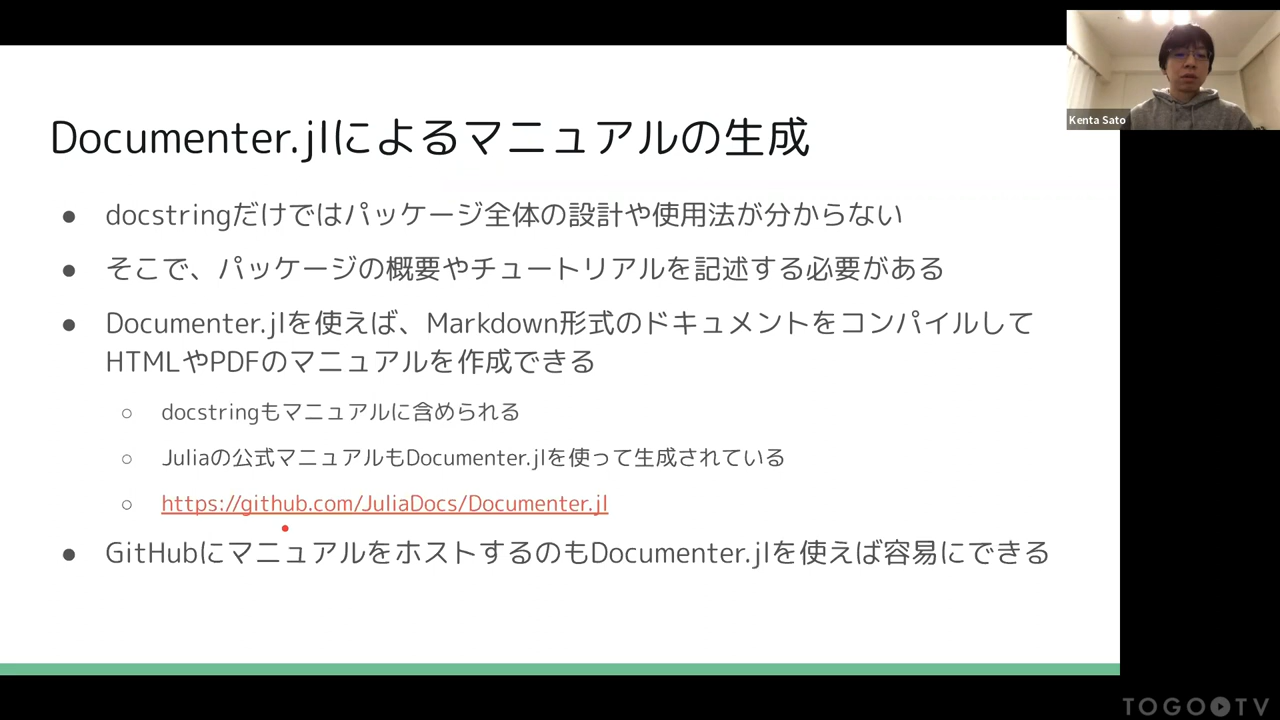 Documenter.jlによるマニュアルの生成
● docstringだけではパッケージ全体の設計や使用法が分からない
● そこで、パッケージの概要やチュートリアルを記述する必要がある
● Documenter.jlを使えば、Markdown形式のドキュメントをコンパイルして
HTMLやPDFのマニュアルを作成できる
○ docstringもマニュアルに含められる
○ Juliaの公式マニュアルもDocumenter.jlを使って生成されている
○ https://github.com/JuliaDocs/Documenter.jl
● GitHubにマニュアルをホストするのもDocumenter.jlを使えば容易にできる
Kenta Sato
TOGO TV